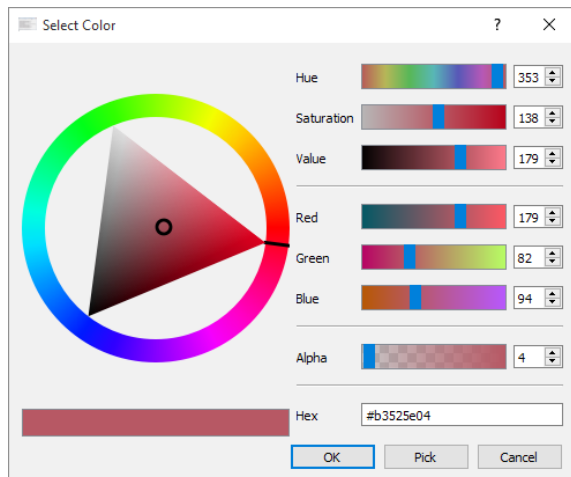 Select Color
?
Hue 353
Saturation 138
Value 179
Red 179
Green 82
Blue 94
Alpha 4
Hex #b3525e04
OK Pick Cancel